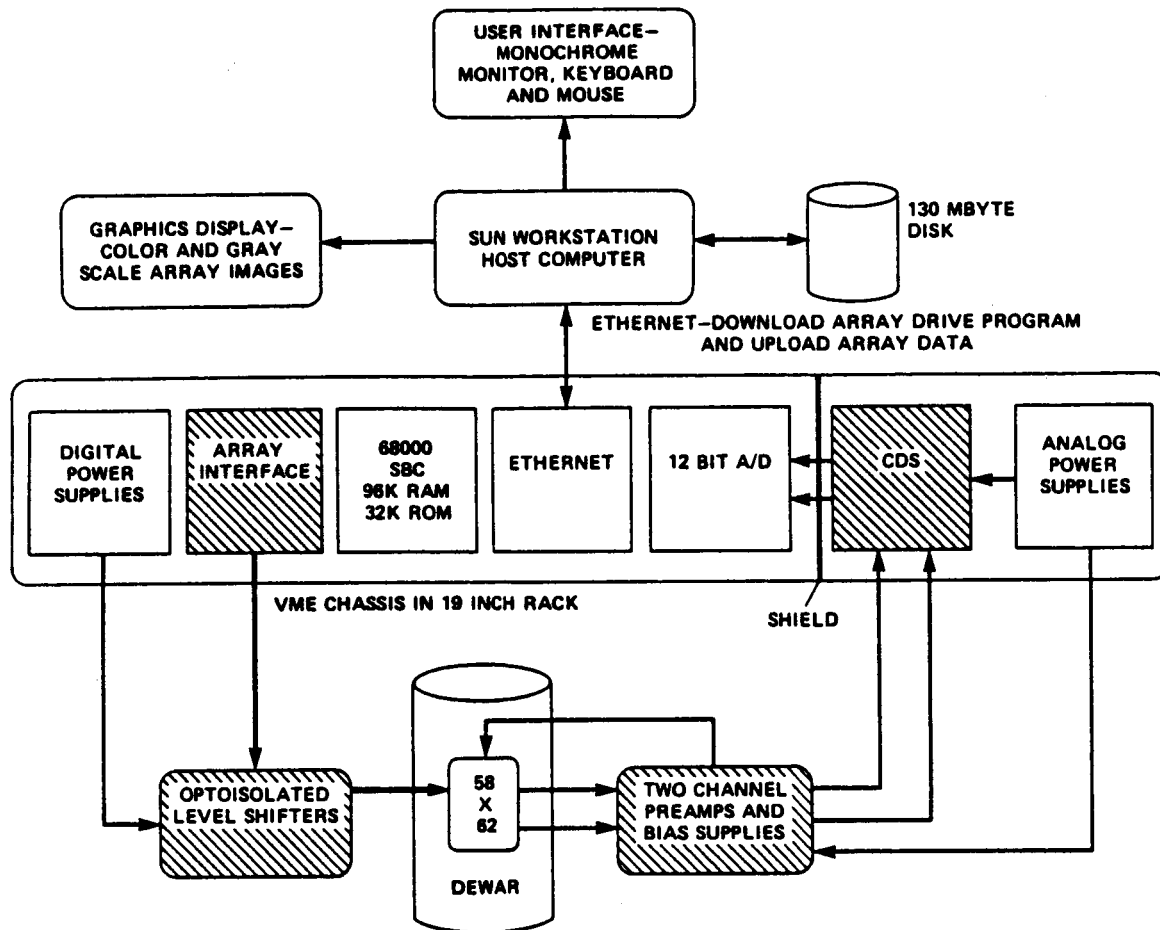 USER INTERFACE–
MONOCHROME
MONITOR, KEYBOARD
AND MOUSE
GRAPHICS DISPLAY–
COLOR AND GRAY
SCALE ARRAY IMAGES
SUN WORKSTATION
HOST COMPUTER
130 MBYTE
DISK
ETHERNET–DOWNLOAD ARRAY DRIVE PROGRAM
AND UPLOAD ARRAY DATA
DIGITAL
POWER
SUPPLIES
ARRAY
INTERFACE
68000
SBC
96K RAM
32K ROM
ETHERNET
12 BIT A/D
CDS
ANALOG
POWER
SUPPLIES
VME CHASSIS IN 19 INCH RACK
SHIELD
OPTOISOLATED
LEVEL SHIFTERS
58
X
62
TWO CHANNEL
PREAMPS AND
BIAS SUPPLIES
DEWAR